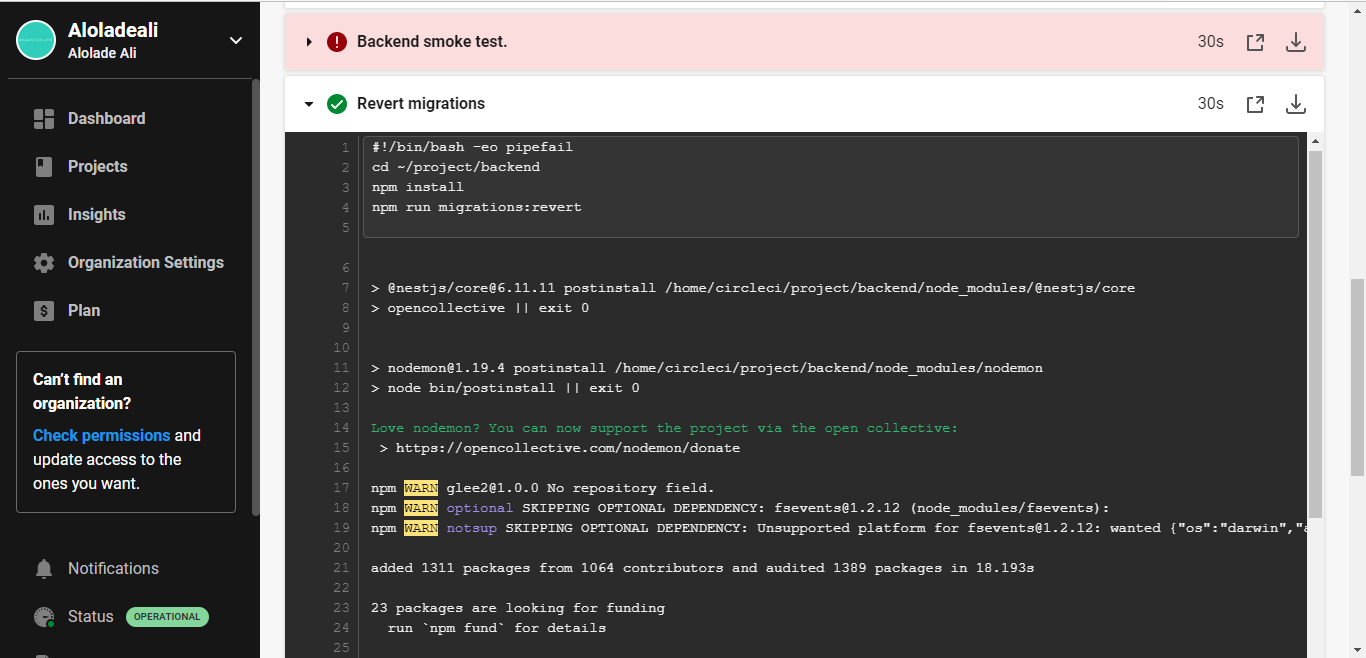 Aloladeali
Alolade Ali
Dashboard
Projects
Insights
Organization Settings
Plan
Can't find an
organization?
Check permissions and
update access to the
ones you want.
Notifications
Status OPERATIONAL
Backend smoke test. 30s
Revert migrations 30s
1 #!/bin/bash -eo pipefail
2 cd ~/project/backend
3 npm install
4 npm run migrations:revert
5
6
7 > @nestjs/core@6.11.11 postinstall /home/circleci/project/backend/node_modules/@nestjs/core
8 > opencollective || exit 0
9
10
11 > nodemon@1.19.4 postinstall /home/circleci/project/backend/node_modules/nodemon
12 > node bin/postinstall || exit 0
13
14 Love nodemon? You can now support the project via the open collective:
15 > https://opencollective.com/nodemon/donate
16
17 npm WARN glee2@1.0.0 No repository field.
18 npm WARN optional SKIPPING OPTIONAL DEPENDENCY: fsevents@1.2.12 (node_modules/fsevents):
19 npm WARN notsup SKIPPING OPTIONAL DEPENDENCY: Unsupported platform for fsevents@1.2.12: wanted {"os":"darwin","a
20
21 added 1311 packages from 1064 contributors and audited 1389 packages in 18.193s
22
23 23 packages are looking for funding
24 run `npm fund` for details
25